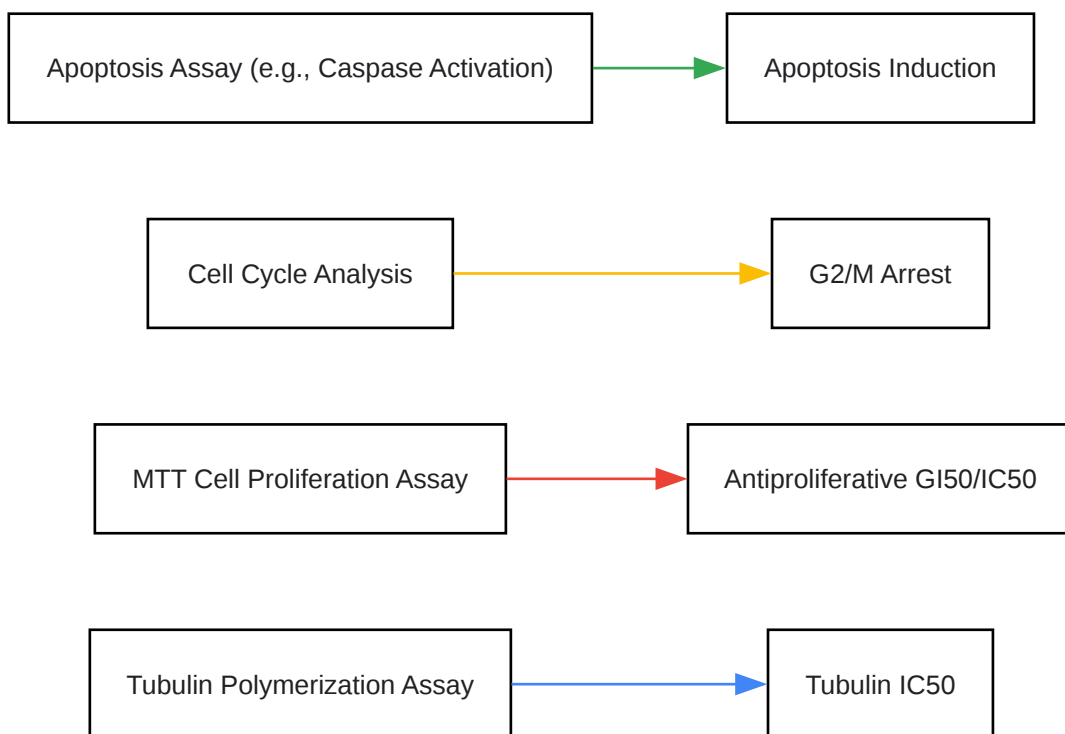 Apoptosis Assay (e.g., Caspase Activation)
Apoptosis Induction
Cell Cycle Analysis
G2/M Arrest
MTT Cell Proliferation Assay
Antiproliferative GI50/IC50
Tubulin Polymerization Assay
Tubulin IC50